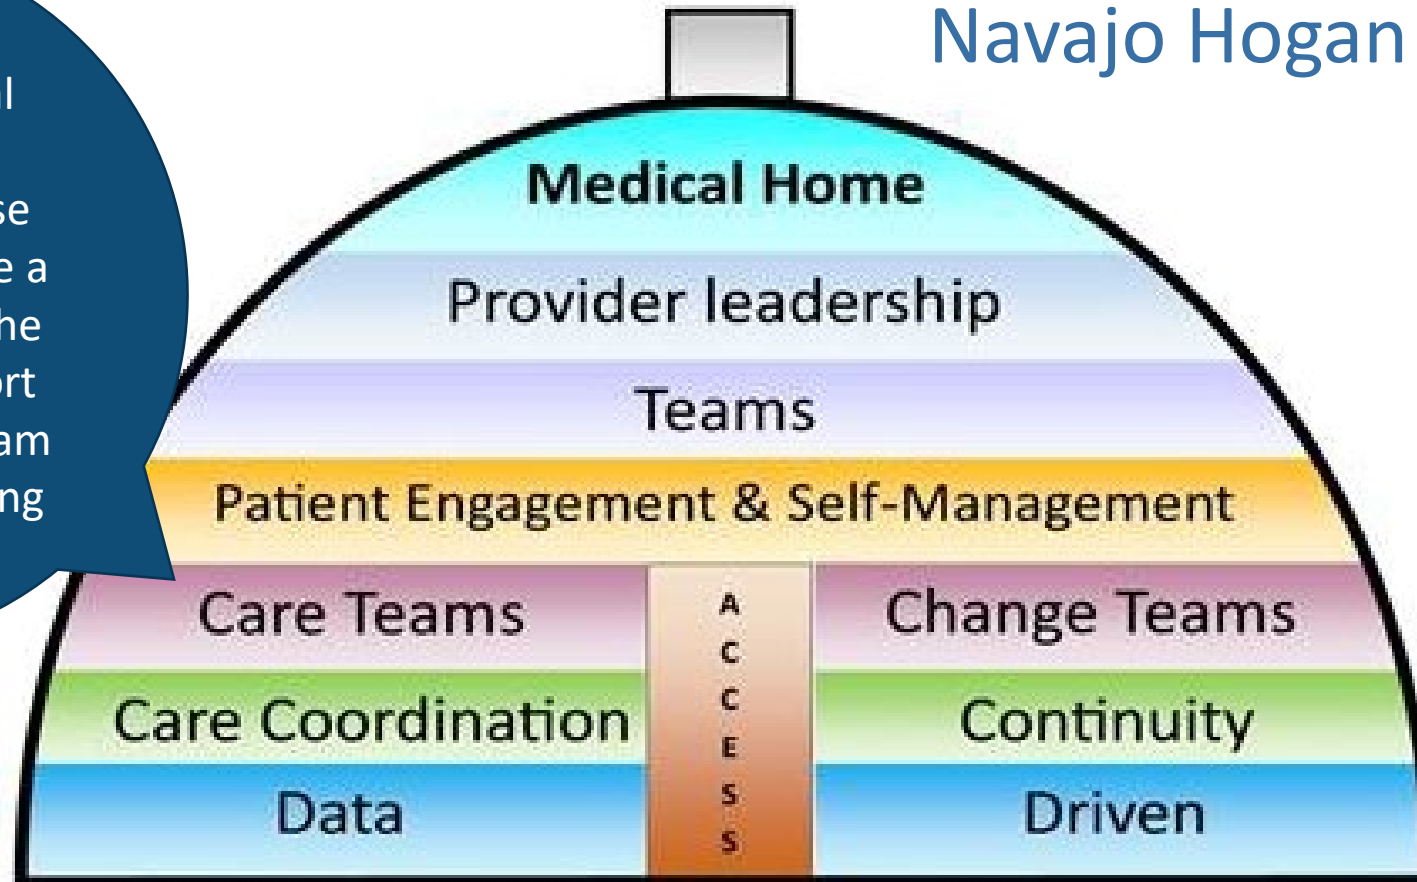 Navajo Hogan
Medical Home
Provider leadership
Teams
Patient Engagement & Self-Management
Care Teams
Change Teams
Care Coordination
Continuity
Data
Driven
ACCESS
a